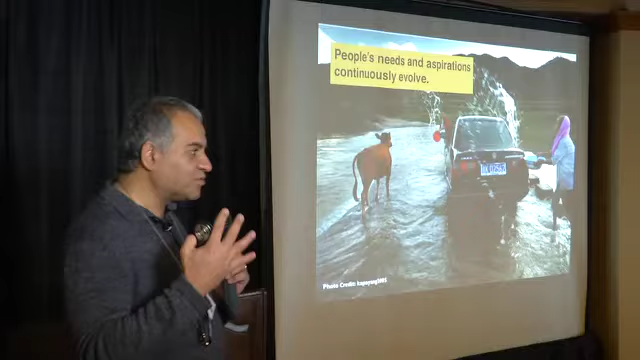 People's needs and aspirations
continuously evolve.
Photo Credit: